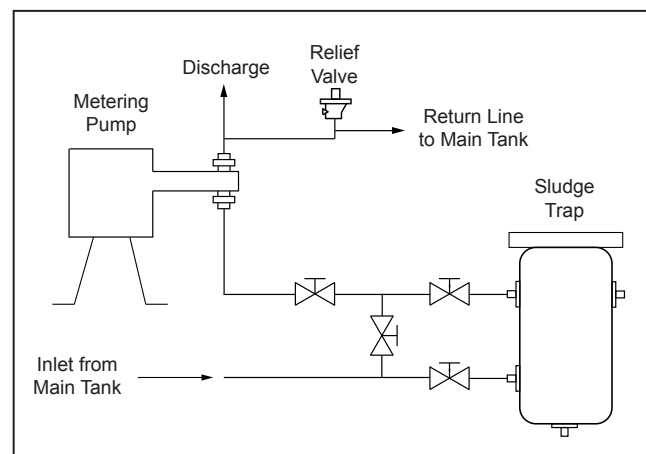 Relief
Valve
Discharge
Metering
Pump
Return Line
to Main Tank
Sludge
Trap
Inlet from
Main Tank